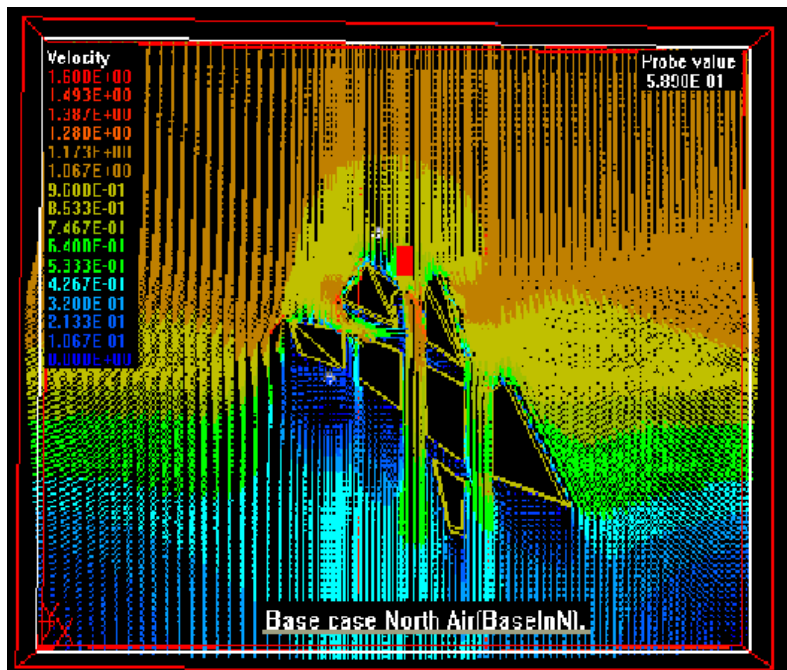 Velocity
1.600E+00
1.493E+00
1.387E+00
1.280E+00
1.173E+00
1.067E+00
9.600E-01
8.533E-01
7.467E-01
6.400E-01
5.333E-01
4.267E-01
3.200E 01
2.133E 01
1.067E 01
0.000E+00
Probe value
5.890E 01
Base case North Air(BaseInN).